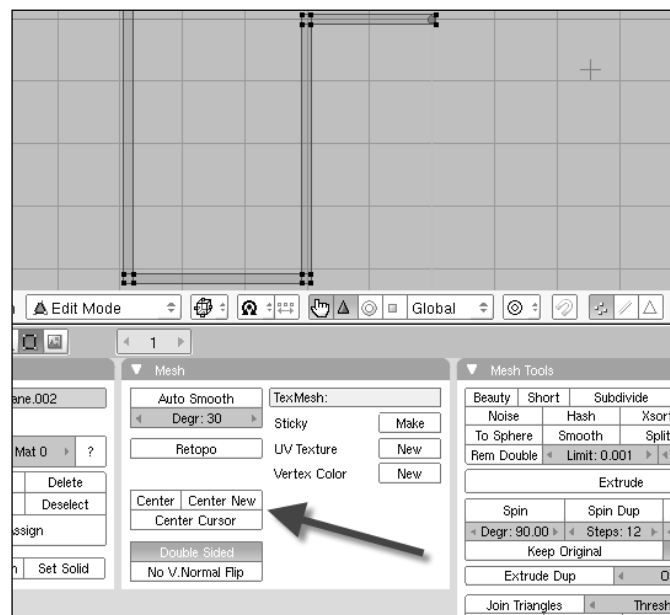 Edit Mode
Global
1
Mesh
Mesh Tools
ane.002
Auto Smooth
TexMesh:
Beauty Short Subdivide
Degr: 30
Sticky Make
Noise Hash Xsort
Mat 0 ?
Retopo
UV Texture New
To Sphere Smooth Split
Rem Double Limit: 0.001
Delete
Vertex Color New
Extrude
Deselect
Center Center New
Center Cursor
Spin Spin Dup
ssign
Degr: 90.00 Steps: 12
Double Sided
Keep Original
Set Solid
No V.Normal Flip
Extrude Dup
Join Triangles Thresh